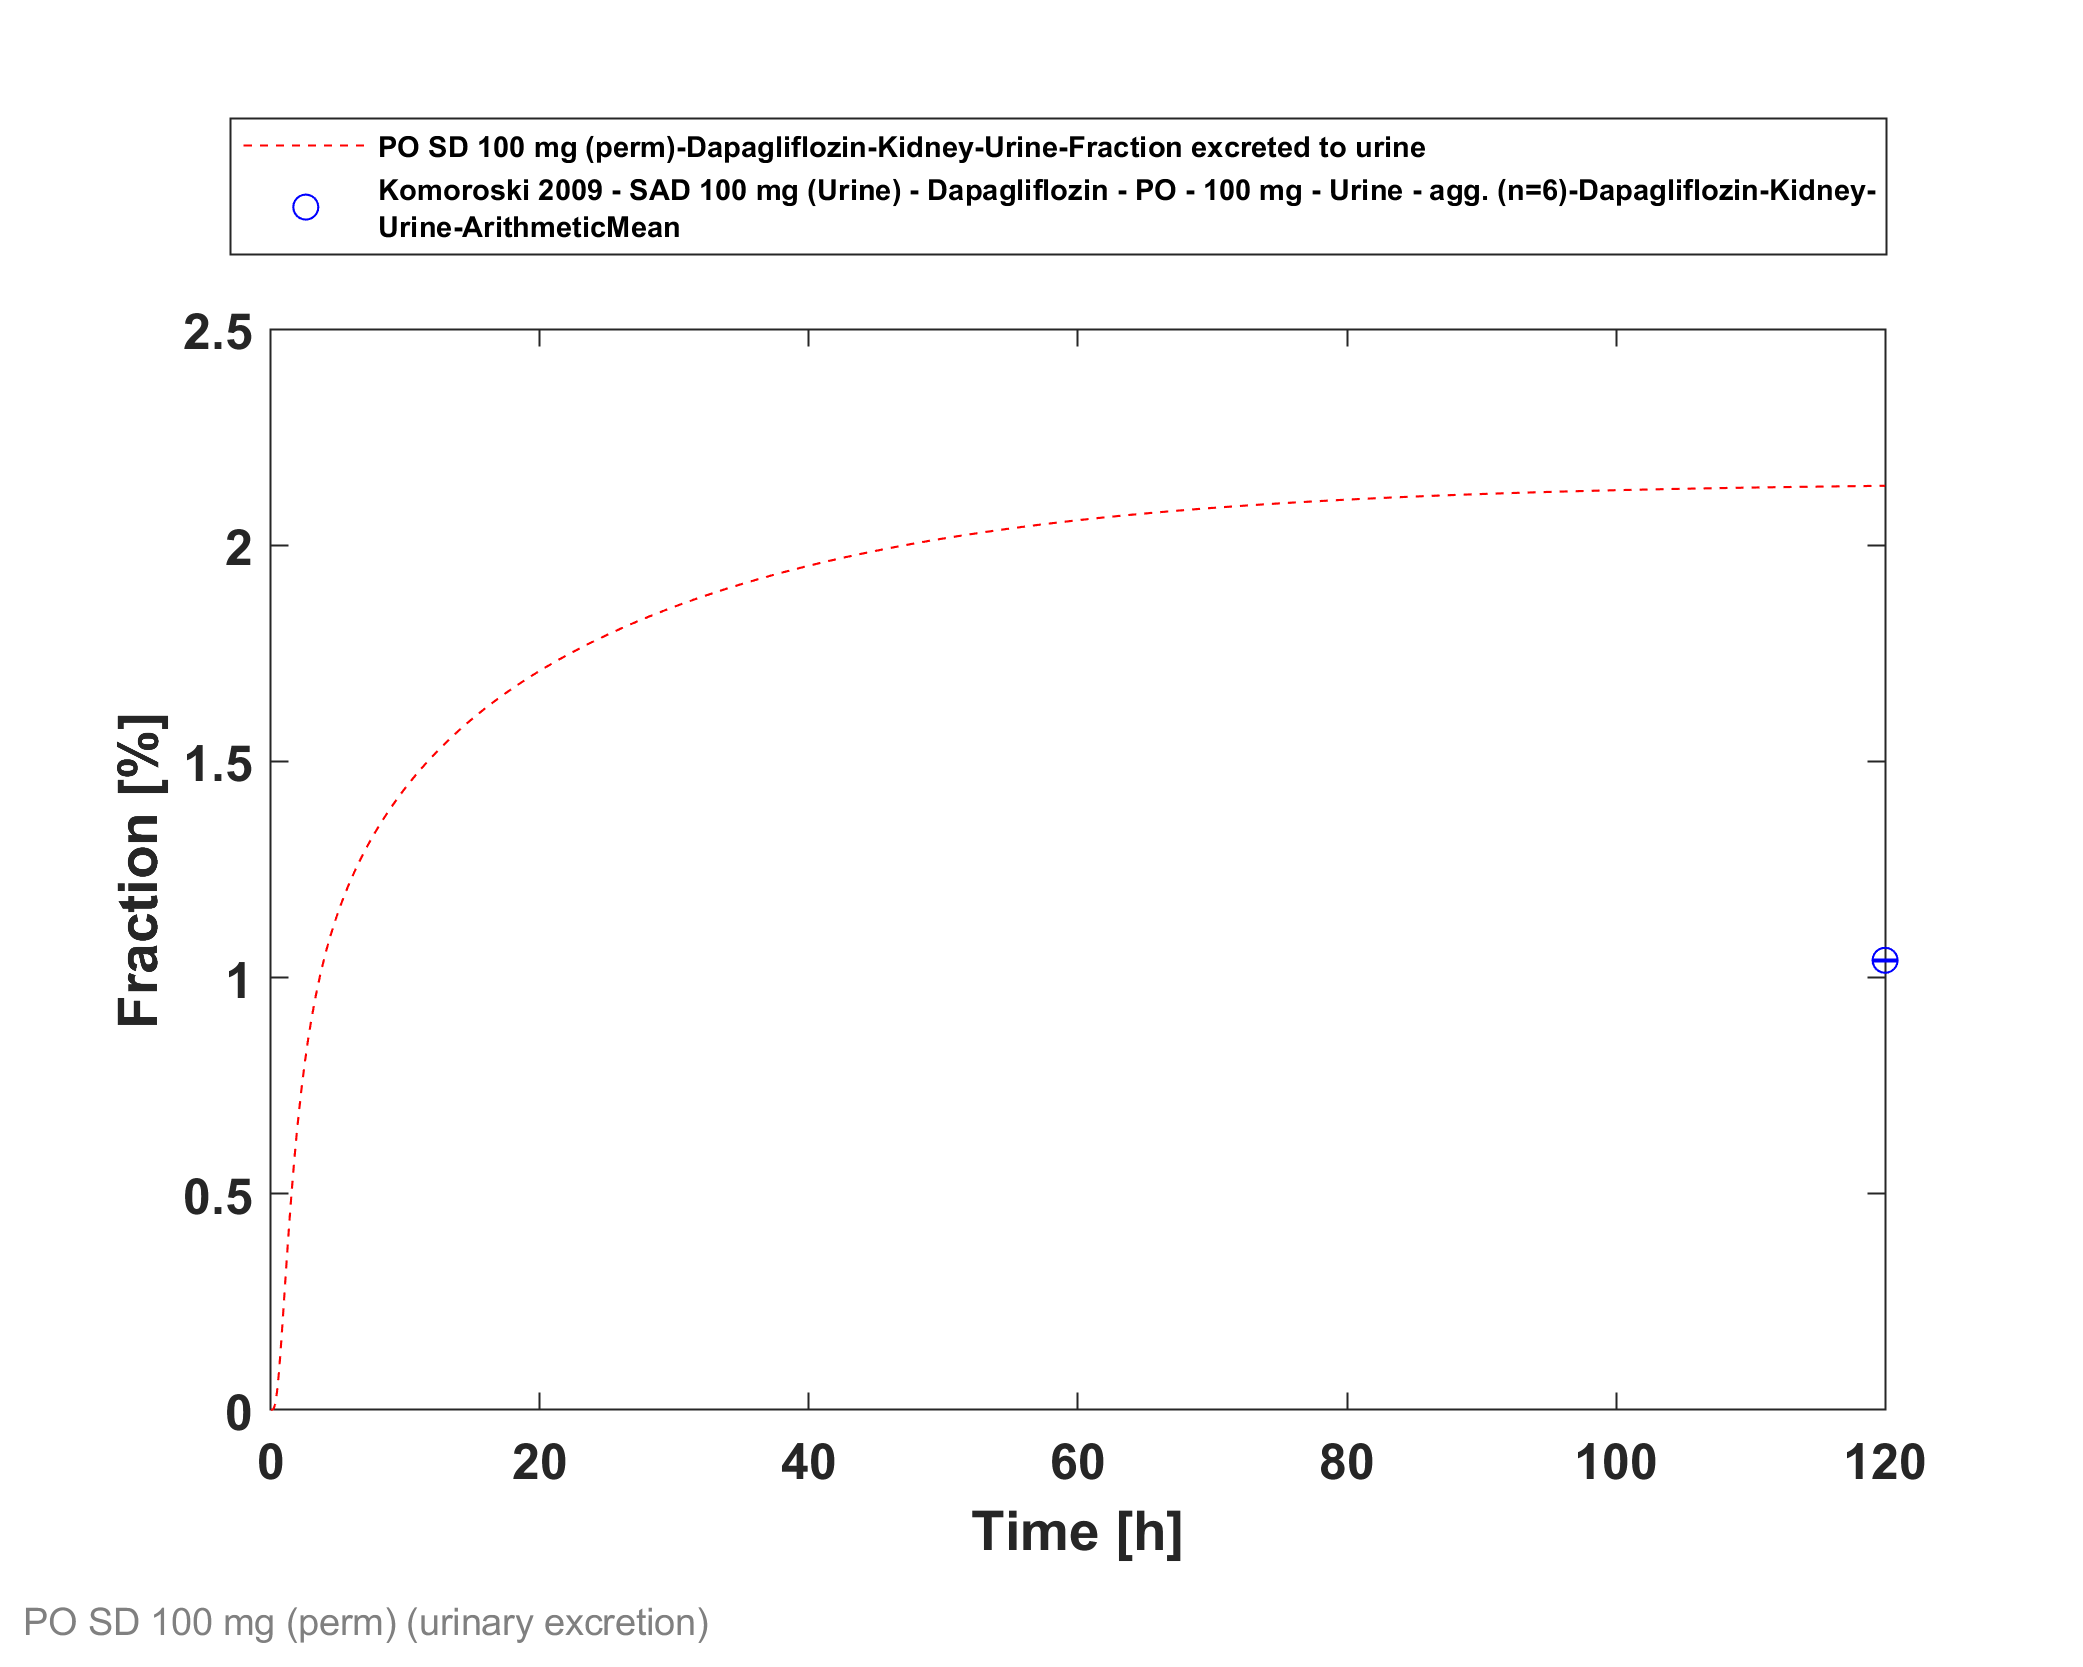 PO SD 100 mg (perm)-Dapagliflozin-Kidney-Urine-Fraction excreted to urine
Komoroski 2009 - SAD 100 mg (Urine) - Dapagliflozin - PO - 100 mg - Urine - agg. (n=6)-Dapagliflozin-Kidney-
Urine-ArithmeticMean
2.5
2
1.5
1
0.5
0
Fraction [%]
0 20 40 60 80 100 120
Time [h]
PO SD 100 mg (perm) (urinary excretion)